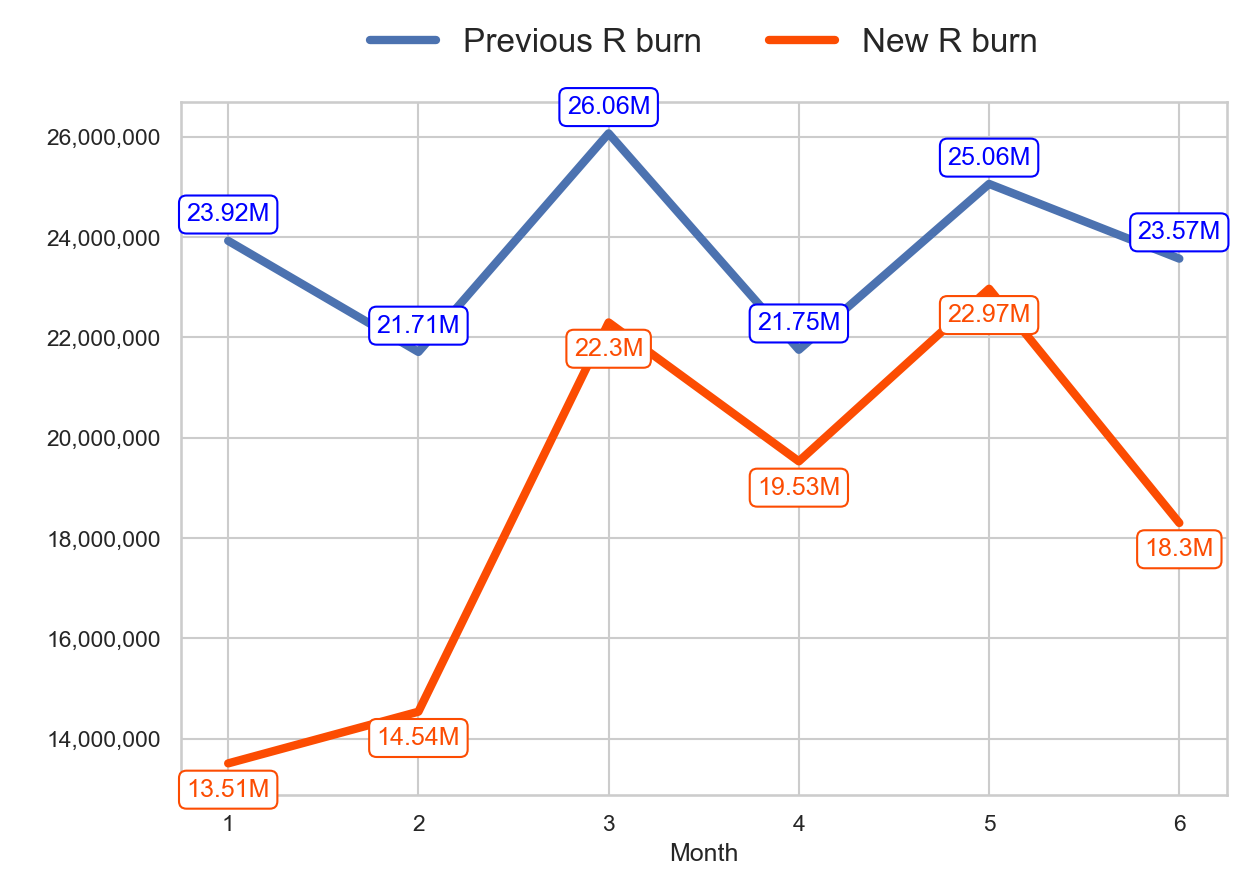 Previous R burn New R burn
26.06M
26,000,000
25.06M
23.92M
23.57M
24,000,000
21.71M
21.75M
22.97M
22,000,000
22.3M
20,000,000
19.53M
18,000,000
18.3M
16,000,000
14,000,000
14.54M
13.51M
1 2 3 4 5 6
Month